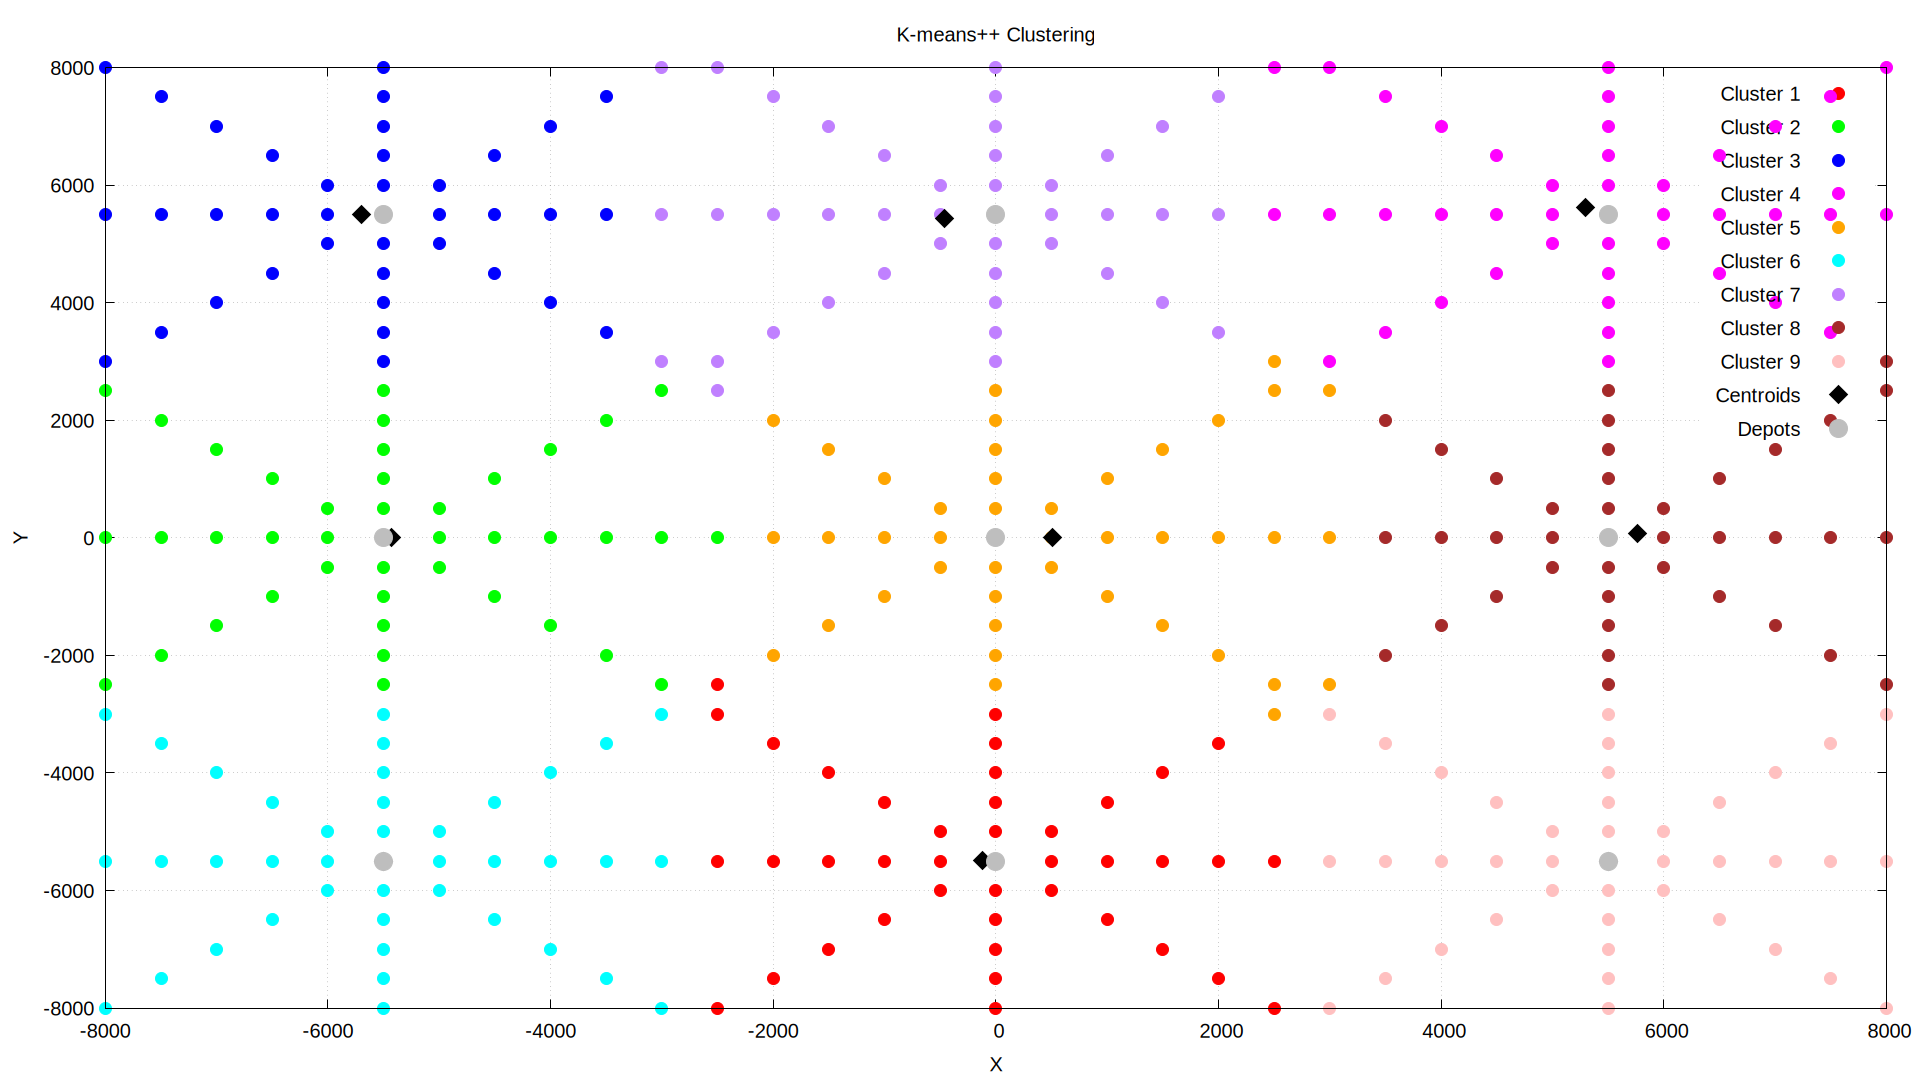 K-means++ Clustering
8000
6000
4000
2000
0
-2000
-4000
-6000
-8000
Y
Cluster 1
Cluster 2
Cluster 3
Cluster 4
Cluster 5
Cluster 6
Cluster 7
Cluster 8
Cluster 9
Centroids
Depots
-8000 -6000 -4000 -2000 0 2000 4000 6000 8000
X